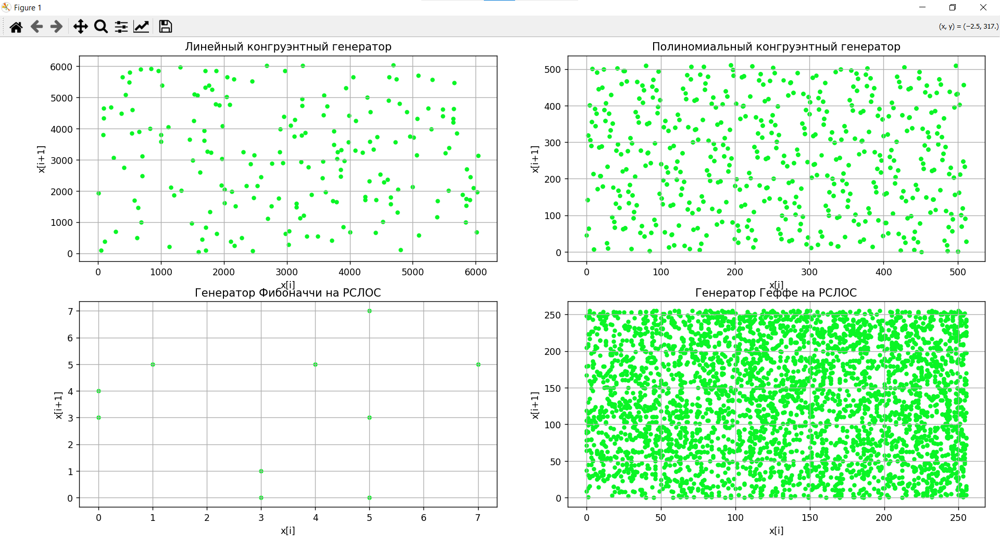 Figure 1
(x, y) = (−2.5, 317.)
Линейный конгруэнтный генератор
6000
5000
4000
3000
2000
1000
0
x[i+1]
0 1000 2000 3000 4000 5000 6000
x[i]
Полиномиальный конгруэнтный генератор
500
400
300
200
100
0
x[i+1]
0 100 200 300 400 500
x[i]
Генератор Фибоначчи на РСЛОС
7
6
5
4
3
2
1
0
x[i+1]
0 1 2 3 4 5 6 7
x[i]
Генератор Геффе на РСЛОС
250
200
150
100
50
0
x[i+1]
0 50 100 150 200 250
x[i]